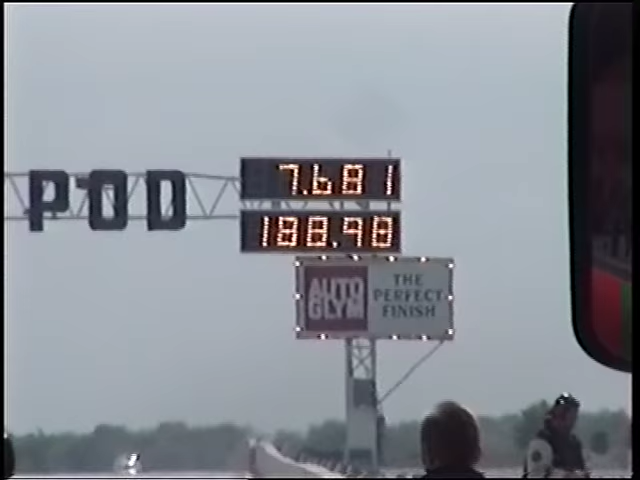 POD
7.681
188.98
AUTO
GLYM
THE
PERFECT
FINISH